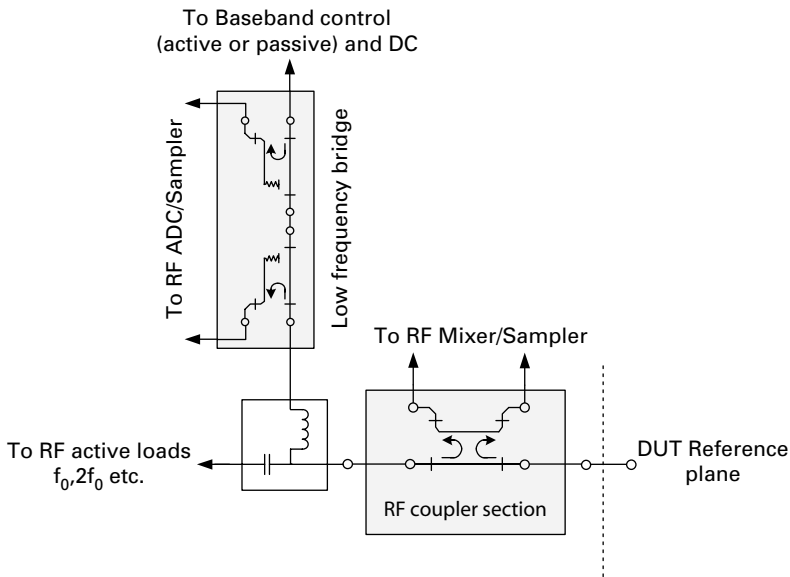 To Baseband control
(active or passive) and DC
To RF ADC/Sampler
Low frequency bridge
To RF Mixer/Sampler
To RF active loads
f₀,2f₀ etc.
DUT Reference
plane
RF coupler section